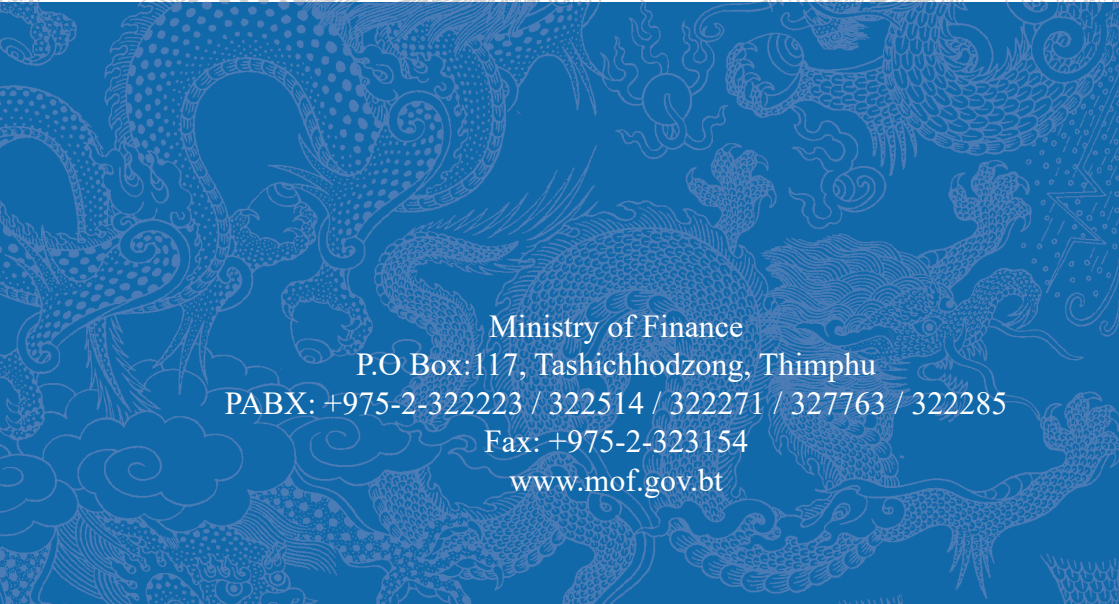 Ministry of Finance
P.O Box:117, Tashichhodzong, Thimphu
PABX: +975-2-322223 / 322514 / 322271 / 327763 / 322285
Fax: +975-2-323154
www.mof.gov.bt